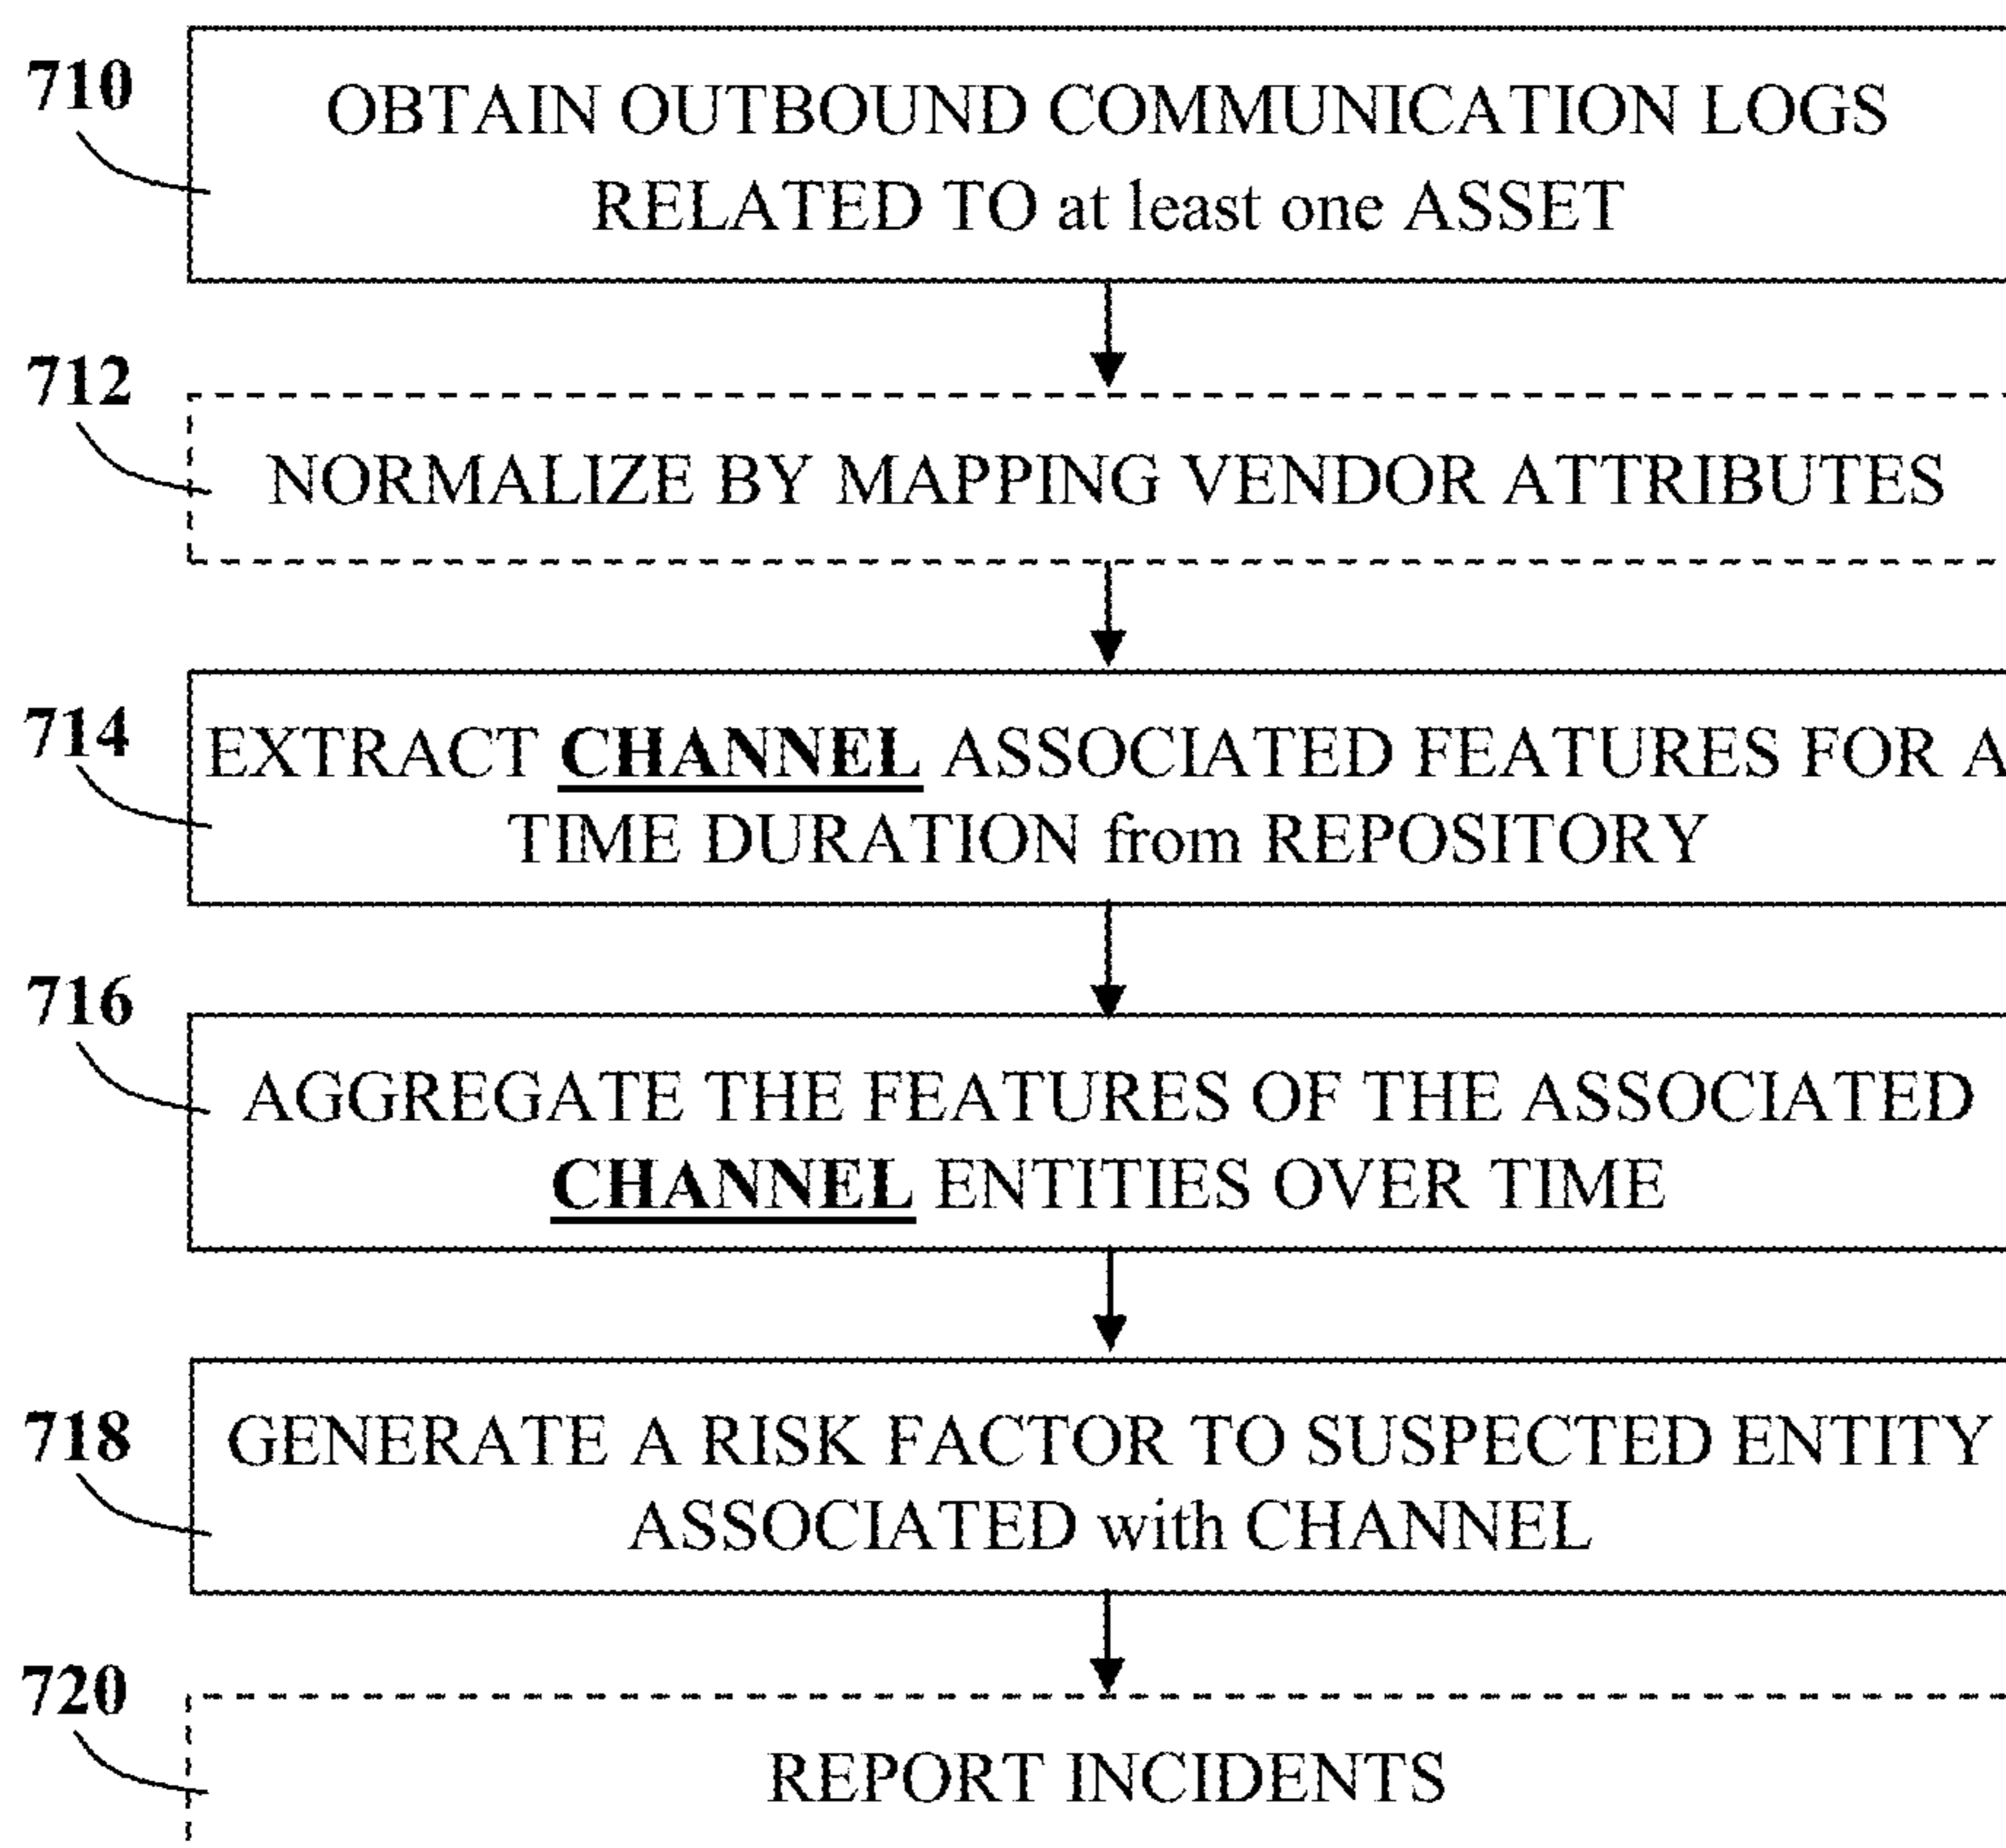 710
OBTAIN OUTBOUND COMMUNICATION LOGS
RELATED TO at least one ASSET
712
NORMALIZE BY MAPPING VENDOR ATTRIBUTES
714
EXTRACT CHANNEL ASSOCIATED FEATURES FOR A
TIME DURATION from REPOSITORY
716
AGGREGATE THE FEATURES OF THE ASSOCIATED
CHANNEL ENTITIES OVER TIME
718
GENERATE A RISK FACTOR TO SUSPECTED ENTITY
ASSOCIATED with CHANNEL
720
REPORT INCIDENTS